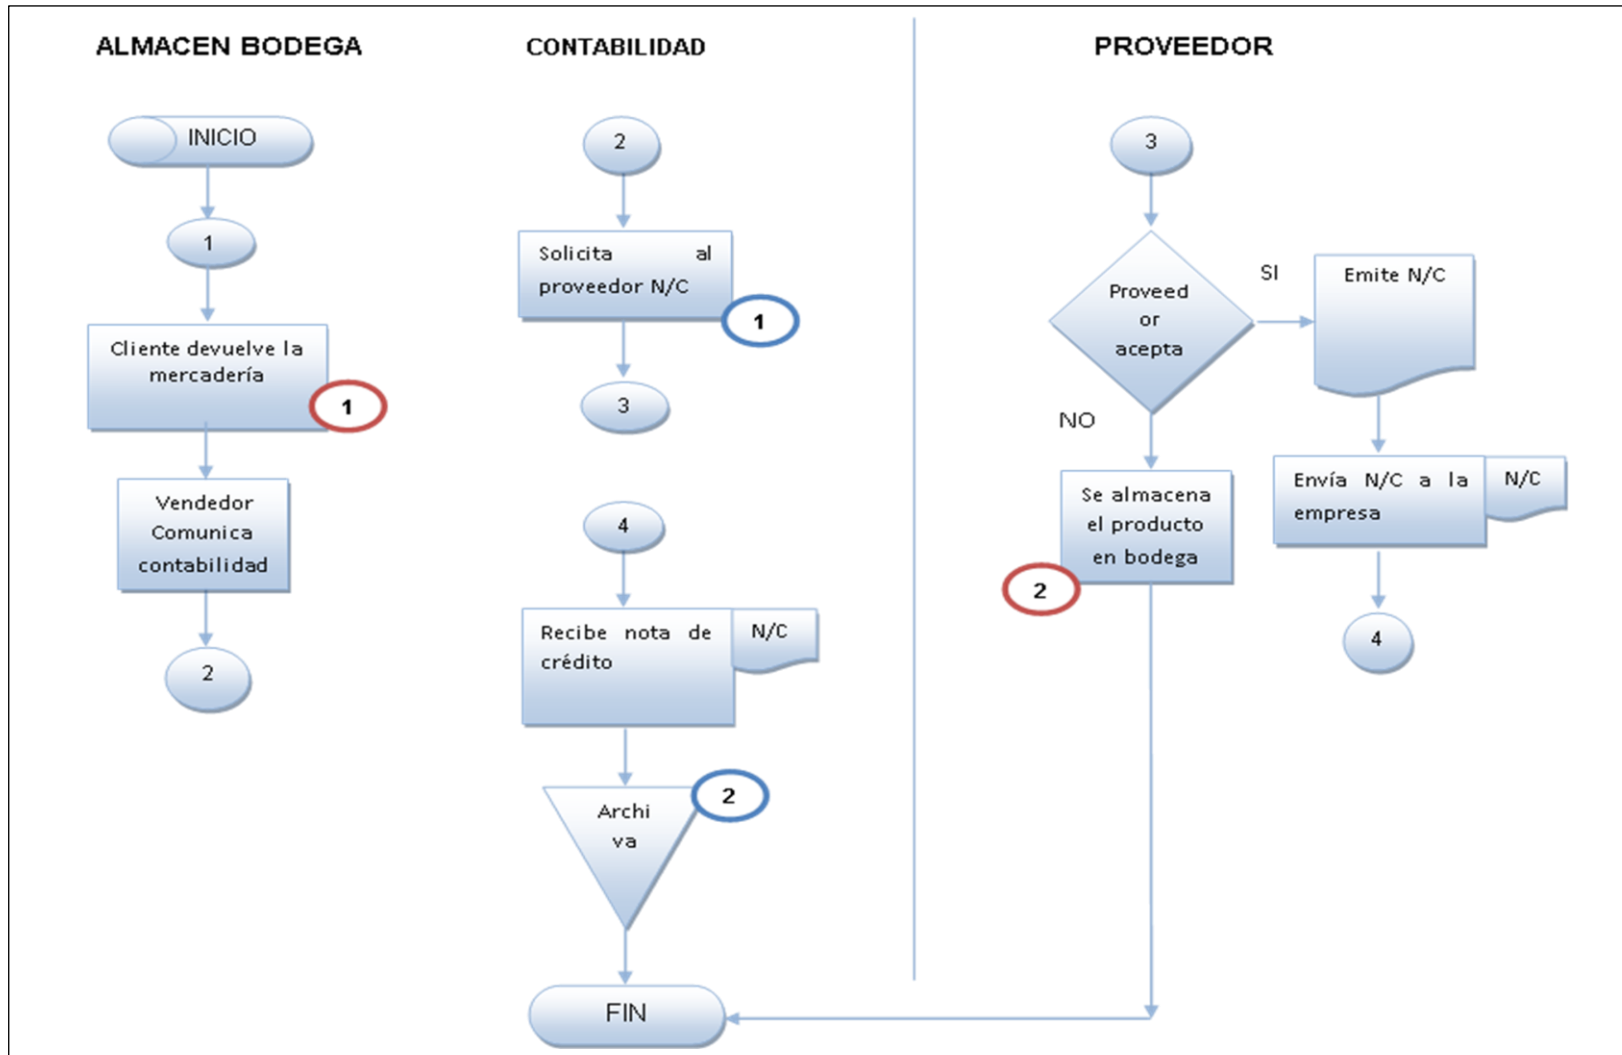 ALMACEN BODEGA
INICIO
1
Cliente devuelve la
mercadería
1
Vendedor
Comunica
contabilidad
2
CONTABILIDAD
2
Solicita al
proveedor N/C
1
3
4
Recibe nota de
crédito
N/C
Archi
va
2
FIN
PROVEEDOR
3
Proveed
or
acepta
SI
NO
Emite N/C
Envía N/C a la
empresa
N/C
4
Se almacena
el producto
en bodega
2